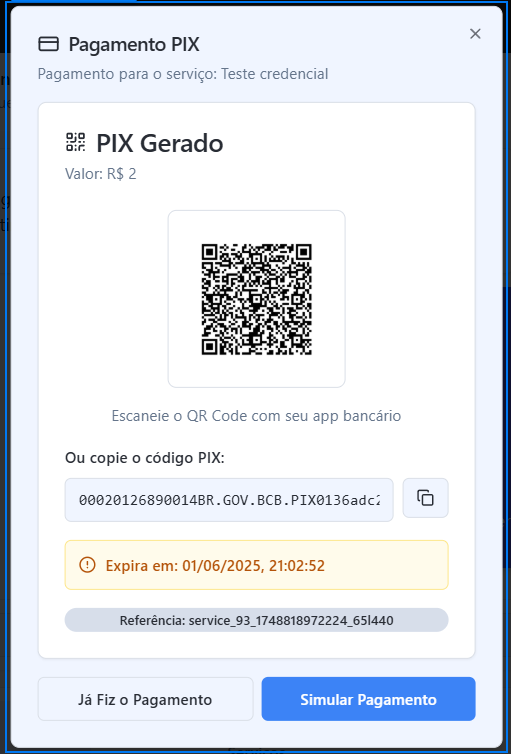 Pagamento PIX
Pagamento para o serviço: Teste credencial
PIX Gerado
Valor: R$ 2
Escaneie o QR Code com seu app bancário
Ou copie o código PIX:
00020126890014BR.GOV.BCB.PIX0136adc2
Expira em: 01/06/2025, 21:02:52
Referência: service_93_1748818972224_65l440
Já Fiz o Pagamento
Simular Pagamento